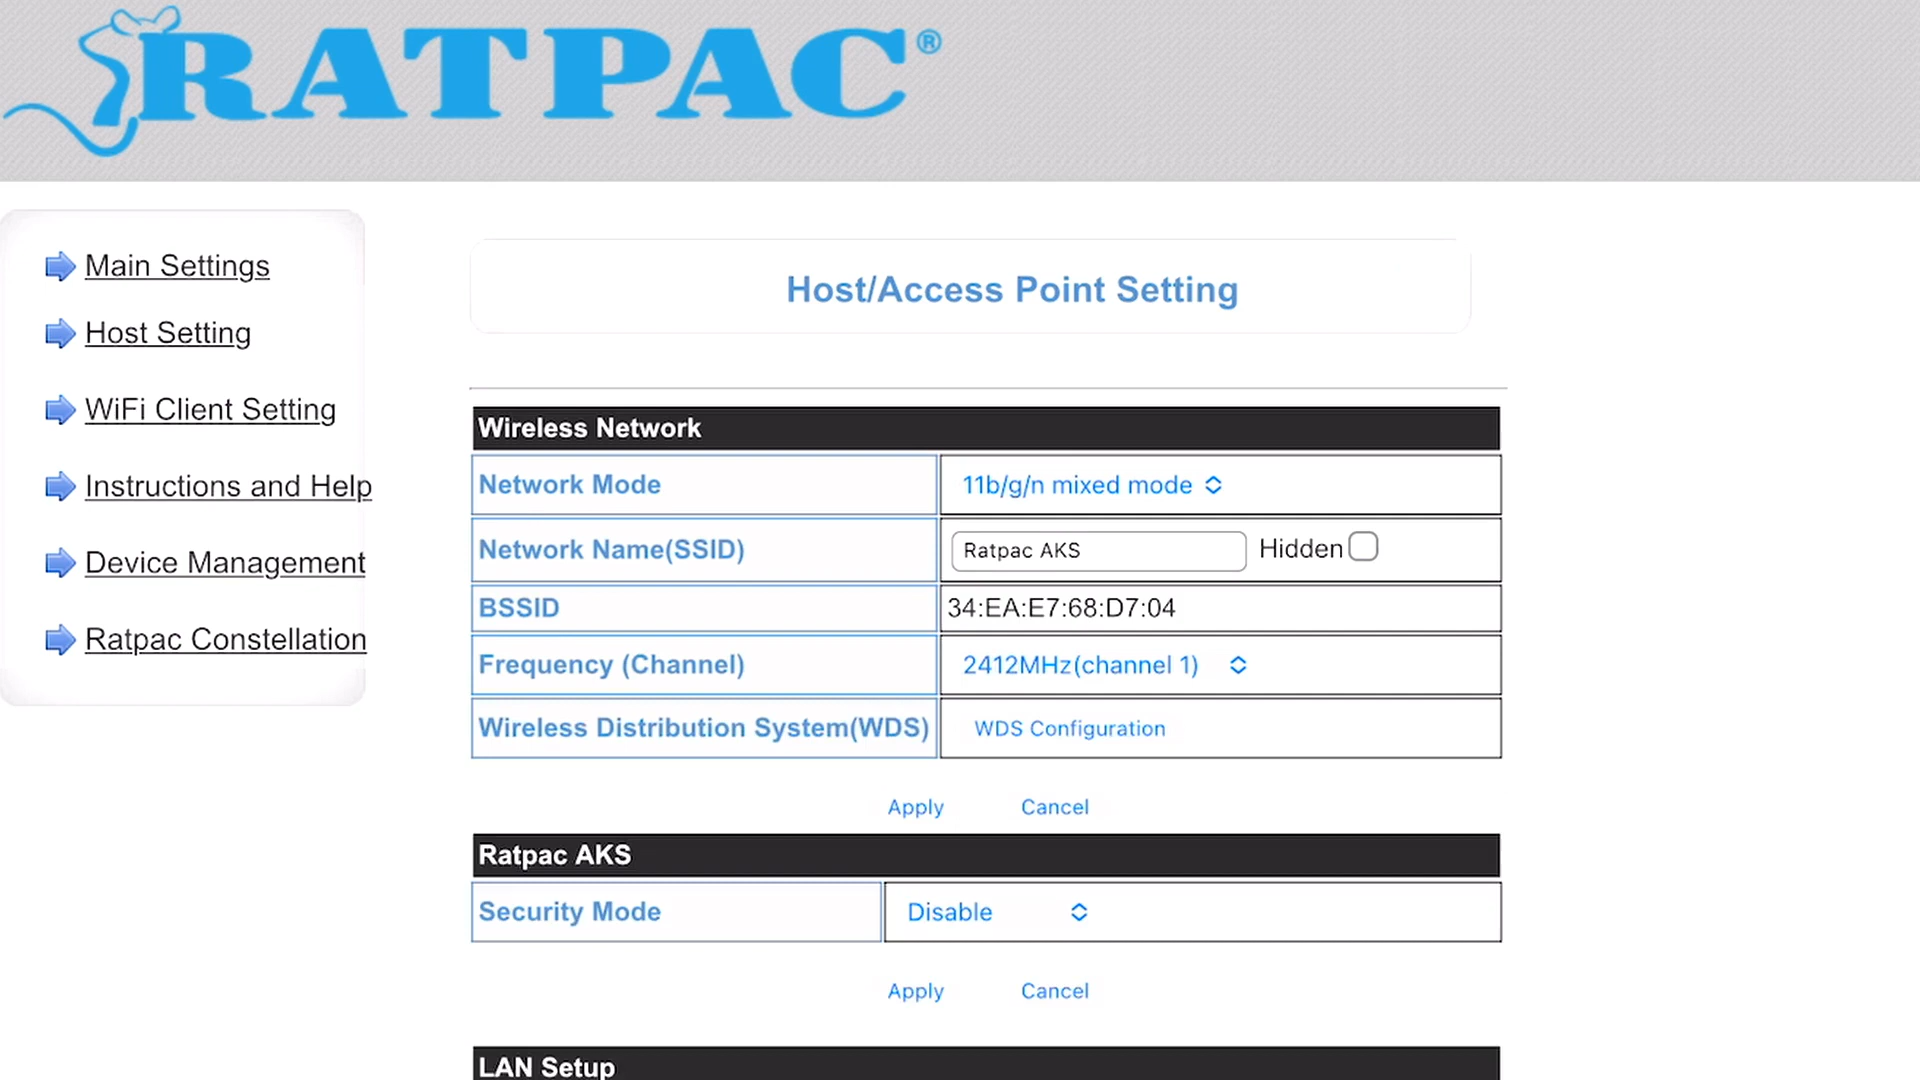 RATPAC®
Main Settings
Host Setting
WiFi Client Setting
Instructions and Help
Device Management
Ratpac Constellation
Host/Access Point Setting
Wireless Network
Network Mode 11b/g/n mixed mode
Network Name(SSID) Ratpac AKS Hidden
BSSID 34:EA:E7:68:D7:04
Frequency (Channel) 2412MHz(channel 1)
Wireless Distribution System(WDS) WDS Configuration
Apply Cancel
Ratpac AKS
Security Mode Disable
Apply Cancel
LAN Setup